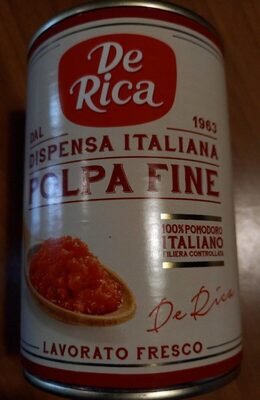 De
Rica
DAL 1963
DISPENSA ITALIANA
POLPA FINE
100% POMODORO
ITALIANO
FILIERA CONTROLLATA
De Rica
LAVORATO FRESCO